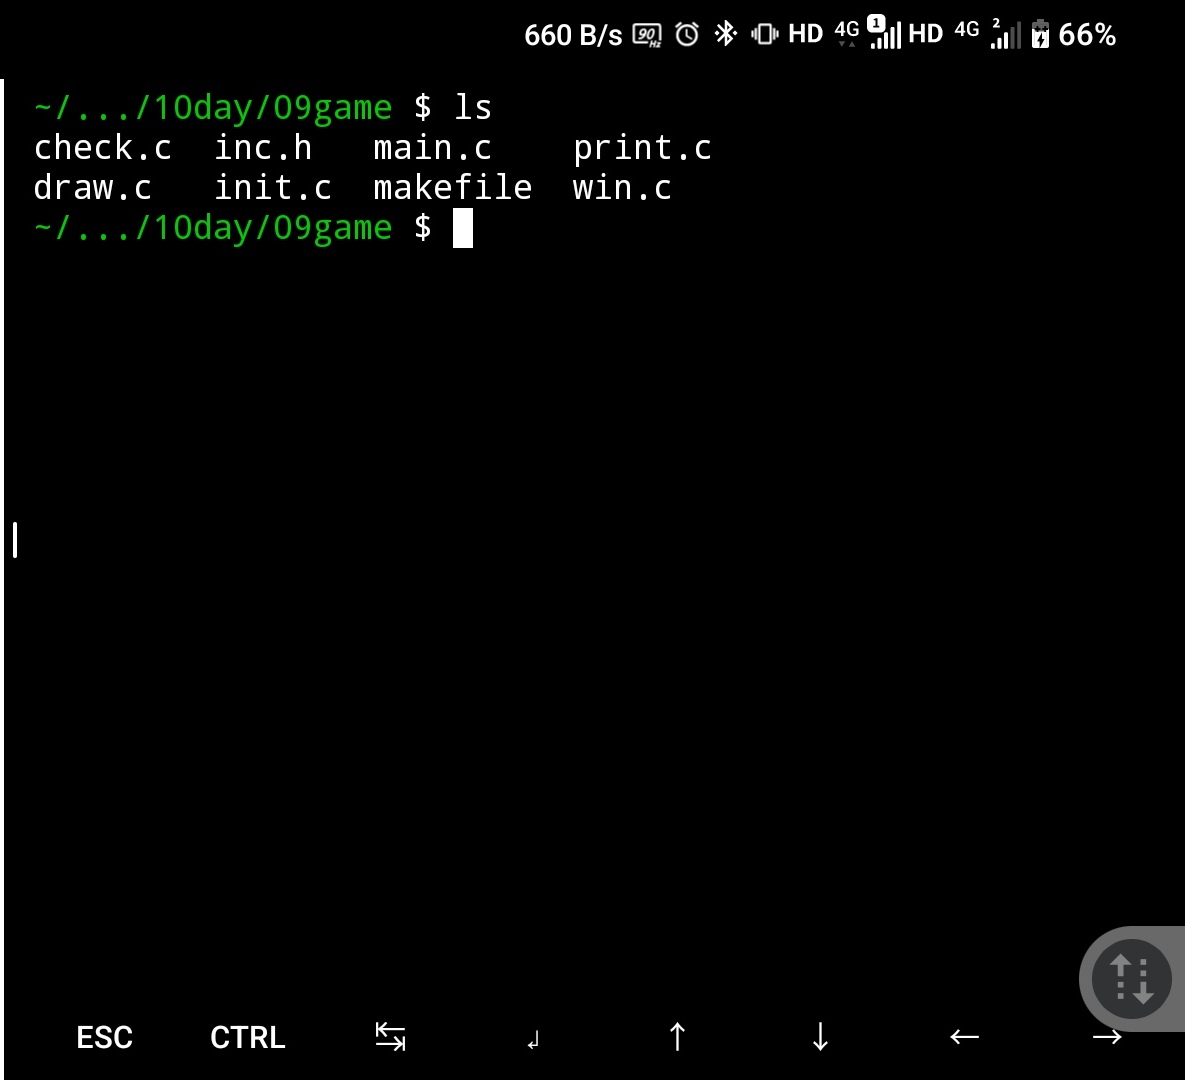 660 B/s 90Hz HD 4G 1 HD 4G 2 66%
~/.../10day/09game $ ls
check.c  inc.h   main.c    print.c
draw.c   init.c  makefile  win.c
~/.../10day/09game $
ESC CTRL ↹ ↲ ↑ ↓ ← →